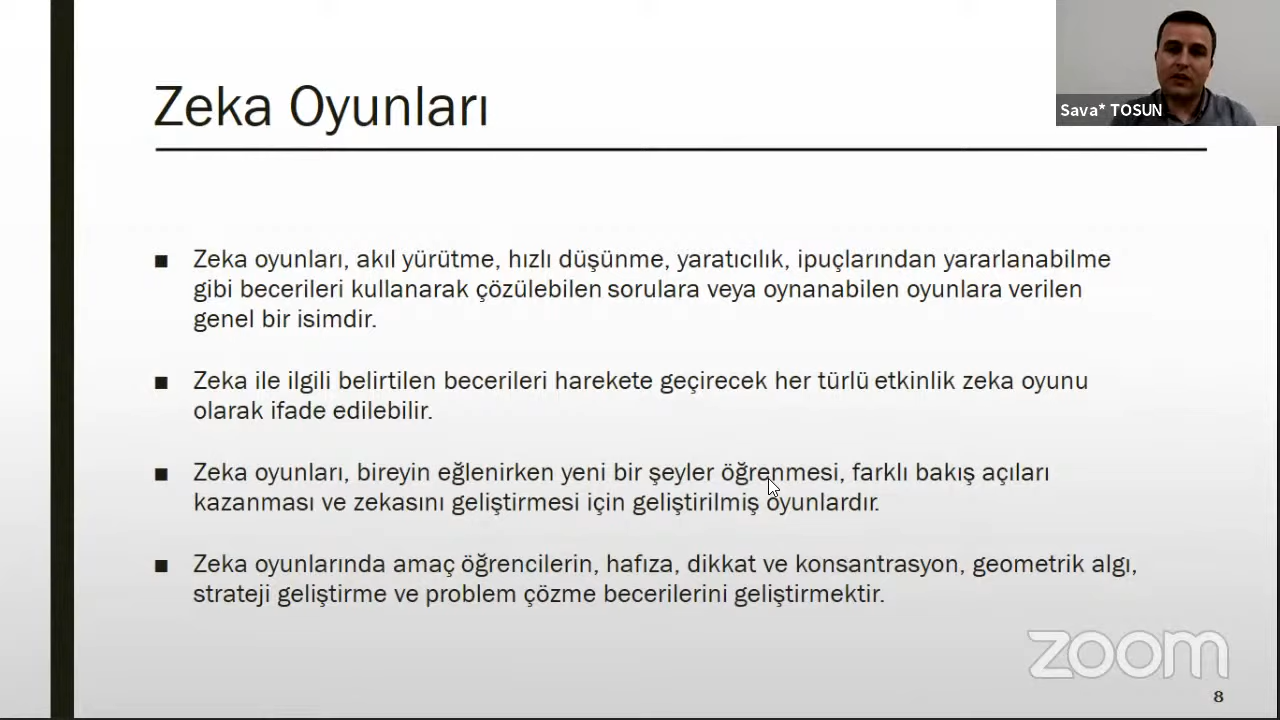 Zeka Oyunları
Sava* TOSUN
■ Zeka oyunları, akıl yürütme, hızlı düşünme, yaratıcılık, ipuçlarından yararlanabilme
gibi becerileri kullanarak çözülebilen sorulara veya oynanabilen oyunlara verilen
genel bir isimdir.
■ Zeka ile ilgili belirtilen becerileri harekete geçirecek her türlü etkinlik zeka oyunu
olarak ifade edilebilir.
■ Zeka oyunları, bireyin eğlenirken yeni bir şeyler öğrenmesi, farklı bakış açıları
kazanması ve zekasını geliştirmesi için geliştirilmiş oyunlardır.
■ Zeka oyunlarında amaç öğrencilerin, hafıza, dikkat ve konsantrasyon, geometrik algı,
strateji geliştirme ve problem çözme becerilerini geliştirmektir.
zoom
8